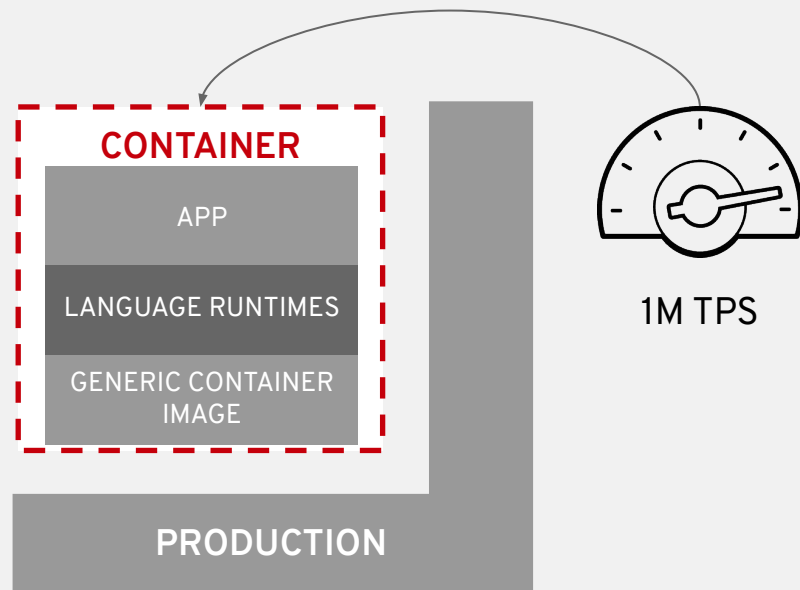 CONTAINER
APP
LANGUAGE RUNTIMES
GENERIC CONTAINER
IMAGE
1M TPS
PRODUCTION